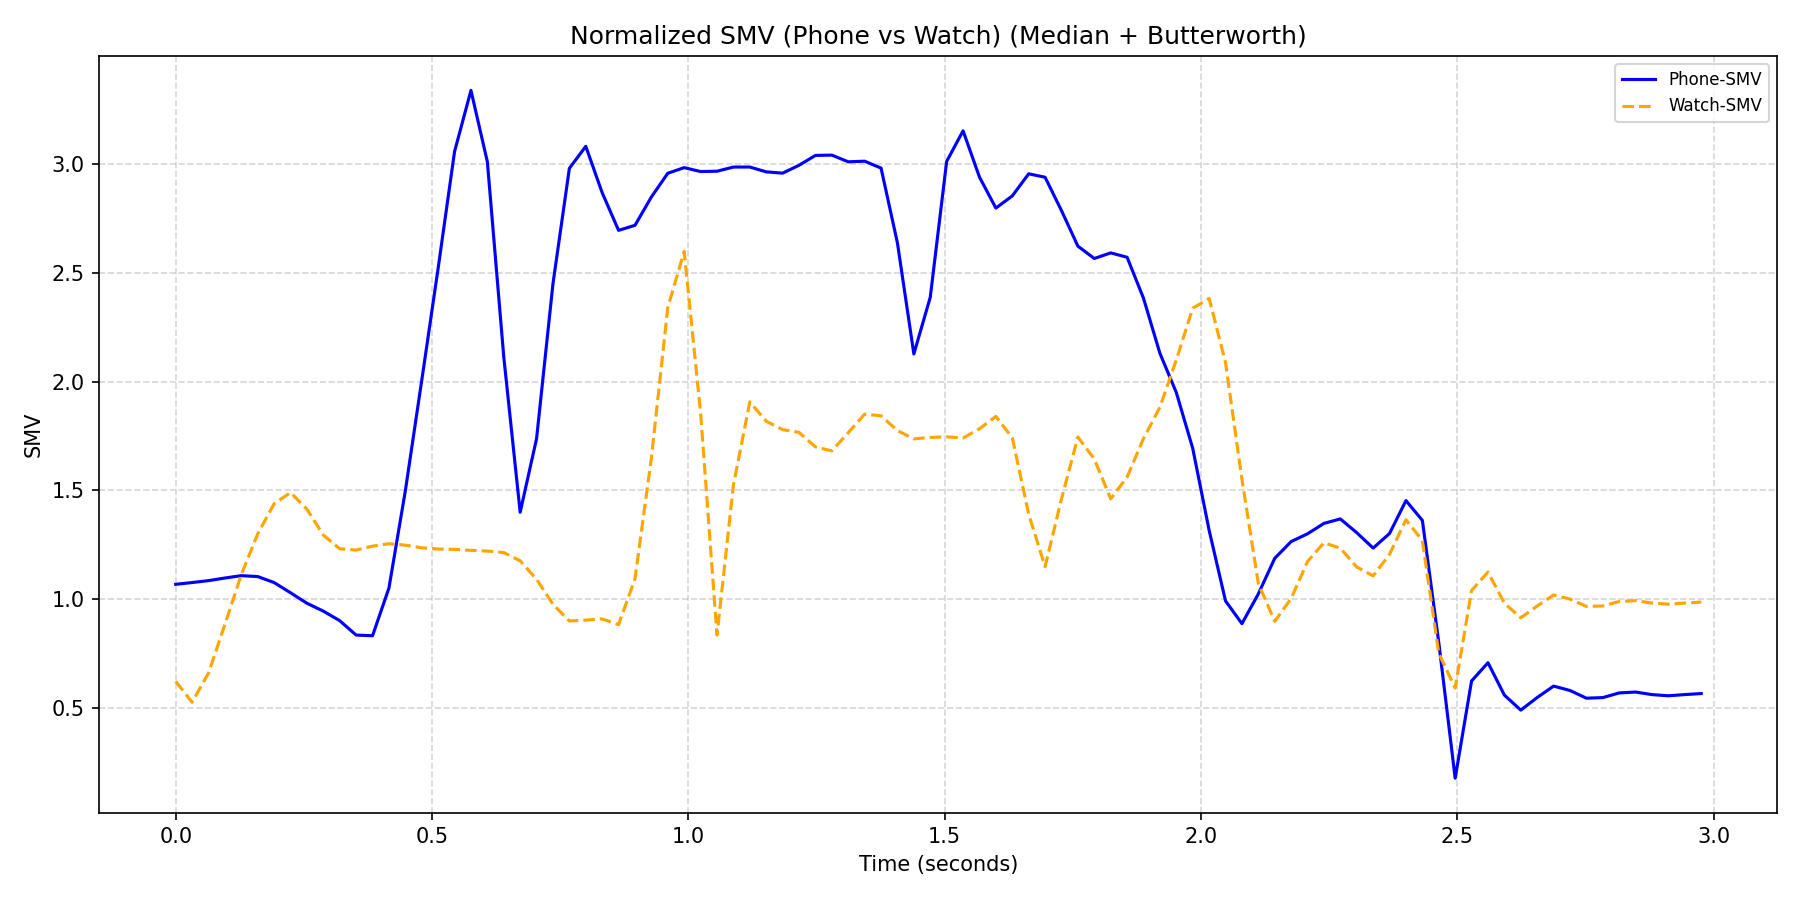 Normalized SMV (Phone vs Watch) (Median + Butterworth)
Phone-SMV
Watch-SMV
SMV
3.0
2.5
2.0
1.5
1.0
0.5
0.0 0.5 1.0 1.5 2.0 2.5 3.0
Time (seconds)